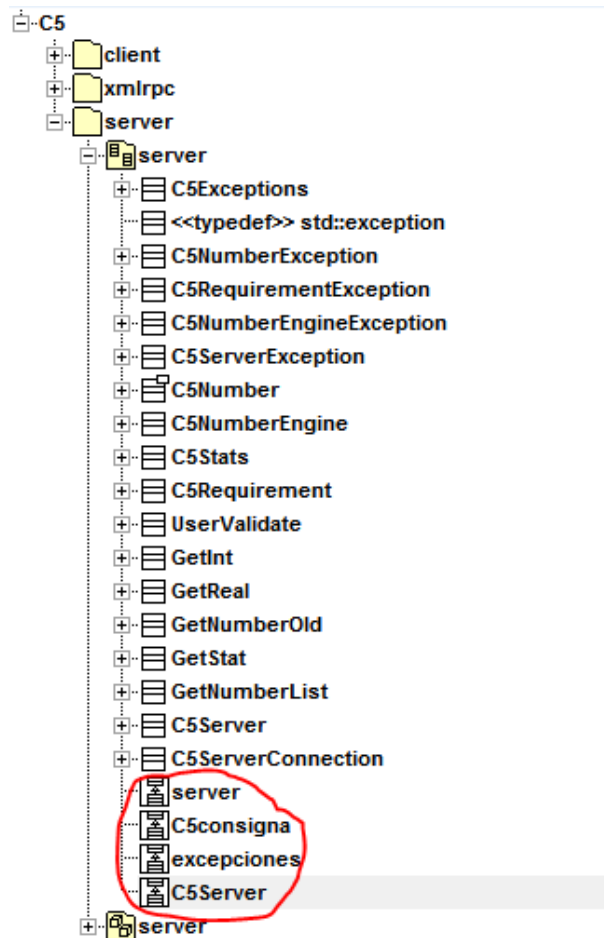 C5
client
xmlrpc
server
server
C5Exceptions
<<typedef>> std::exception
C5NumberException
C5RequirementException
C5NumberEngineException
C5ServerException
C5Number
C5NumberEngine
C5Stats
C5Requirement
UserValidate
GetInt
GetReal
GetNumberOld
GetStat
GetNumberList
C5Server
C5ServerConnection
server
C5consigna
excepciones
C5Server
server